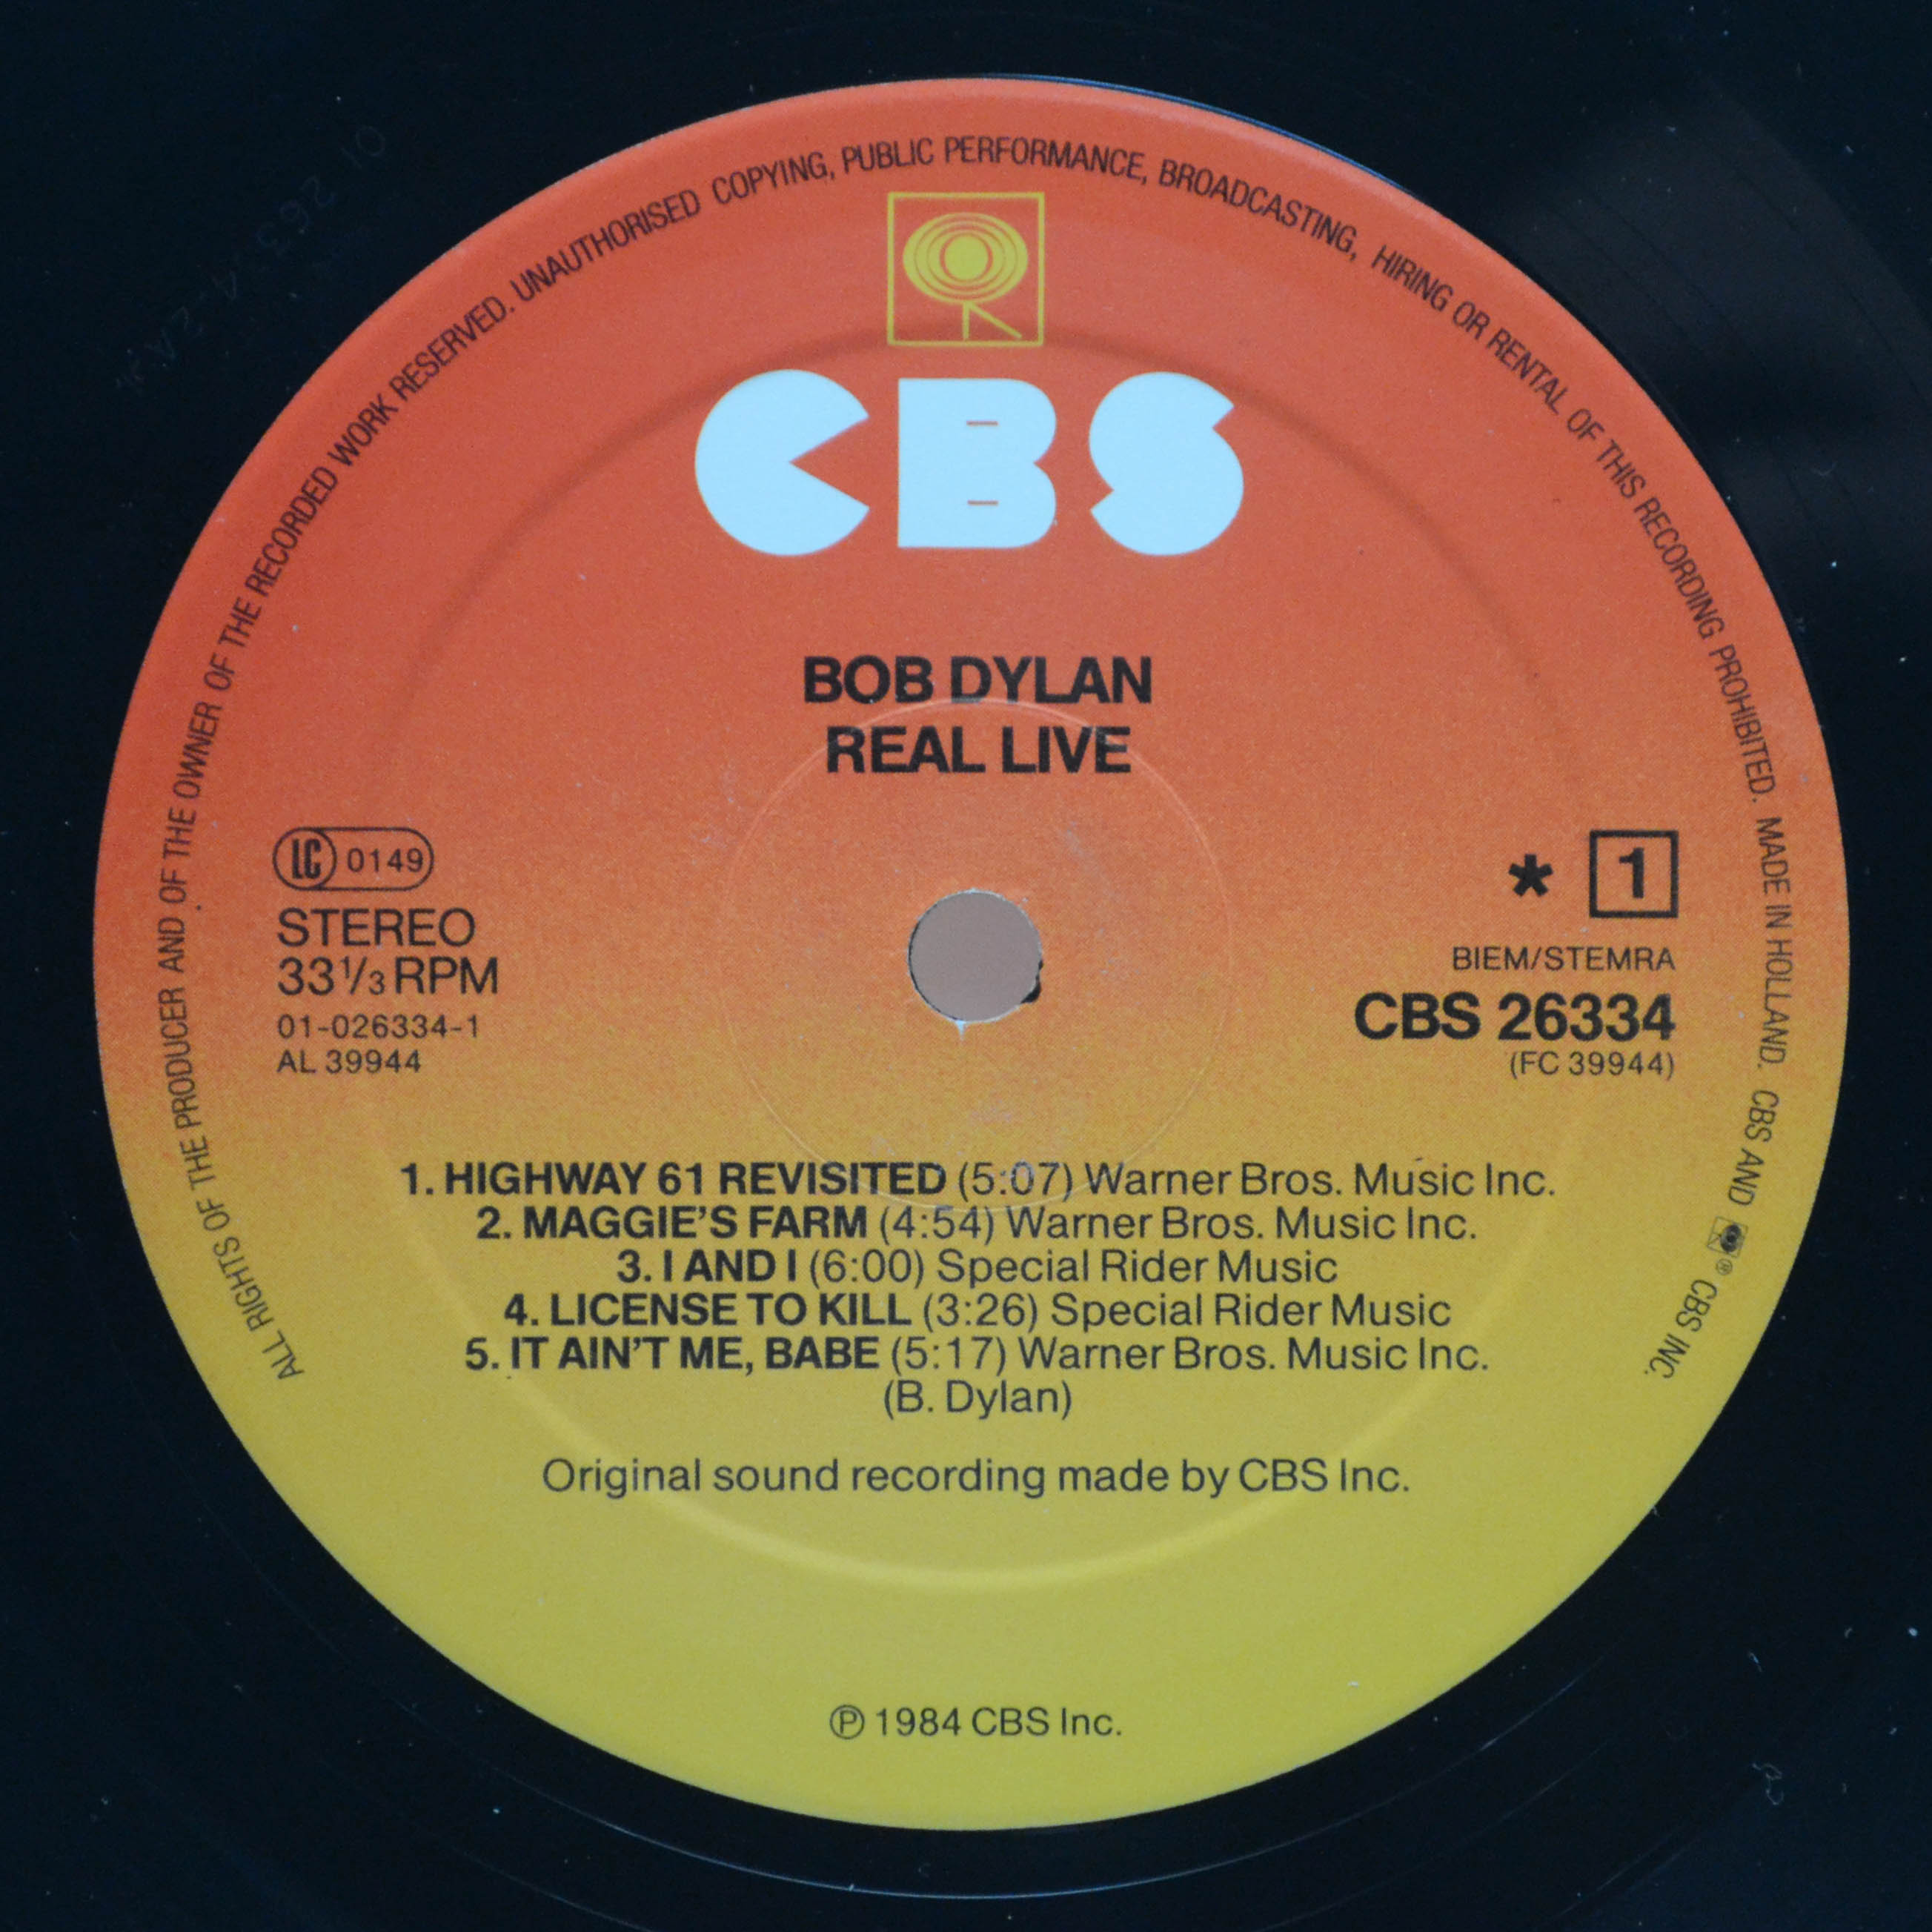 ALL RIGHTS OF THE PRODUCER AND OF THE OWNER OF THE RECORDED WORK RESERVED. UNAUTHORISED COPYING, PUBLIC PERFORMANCE, BROADCASTING, HIRING OR RENTAL OF THIS RECORDING PROHIBITED. MADE IN HOLLAND. CBS AND ® CBS INC.
CBS
BOB DYLAN
REAL LIVE
LC 0149
STEREO
33 1/3 RPM
01-026334-1
AL 39944
* 1
BIEM/STEMRA
CBS 26334
(FC 39944)
1. HIGHWAY 61 REVISITED (5:07) Warner Bros. Music Inc.
2. MAGGIE'S FARM (4:54) Warner Bros. Music Inc.
3. I AND I (6:00) Special Rider Music
4. LICENSE TO KILL (3:26) Special Rider Music
5. IT AIN'T ME, BABE (5:17) Warner Bros. Music Inc.
(B. Dylan)
Original sound recording made by CBS Inc.
℗ 1984 CBS Inc.